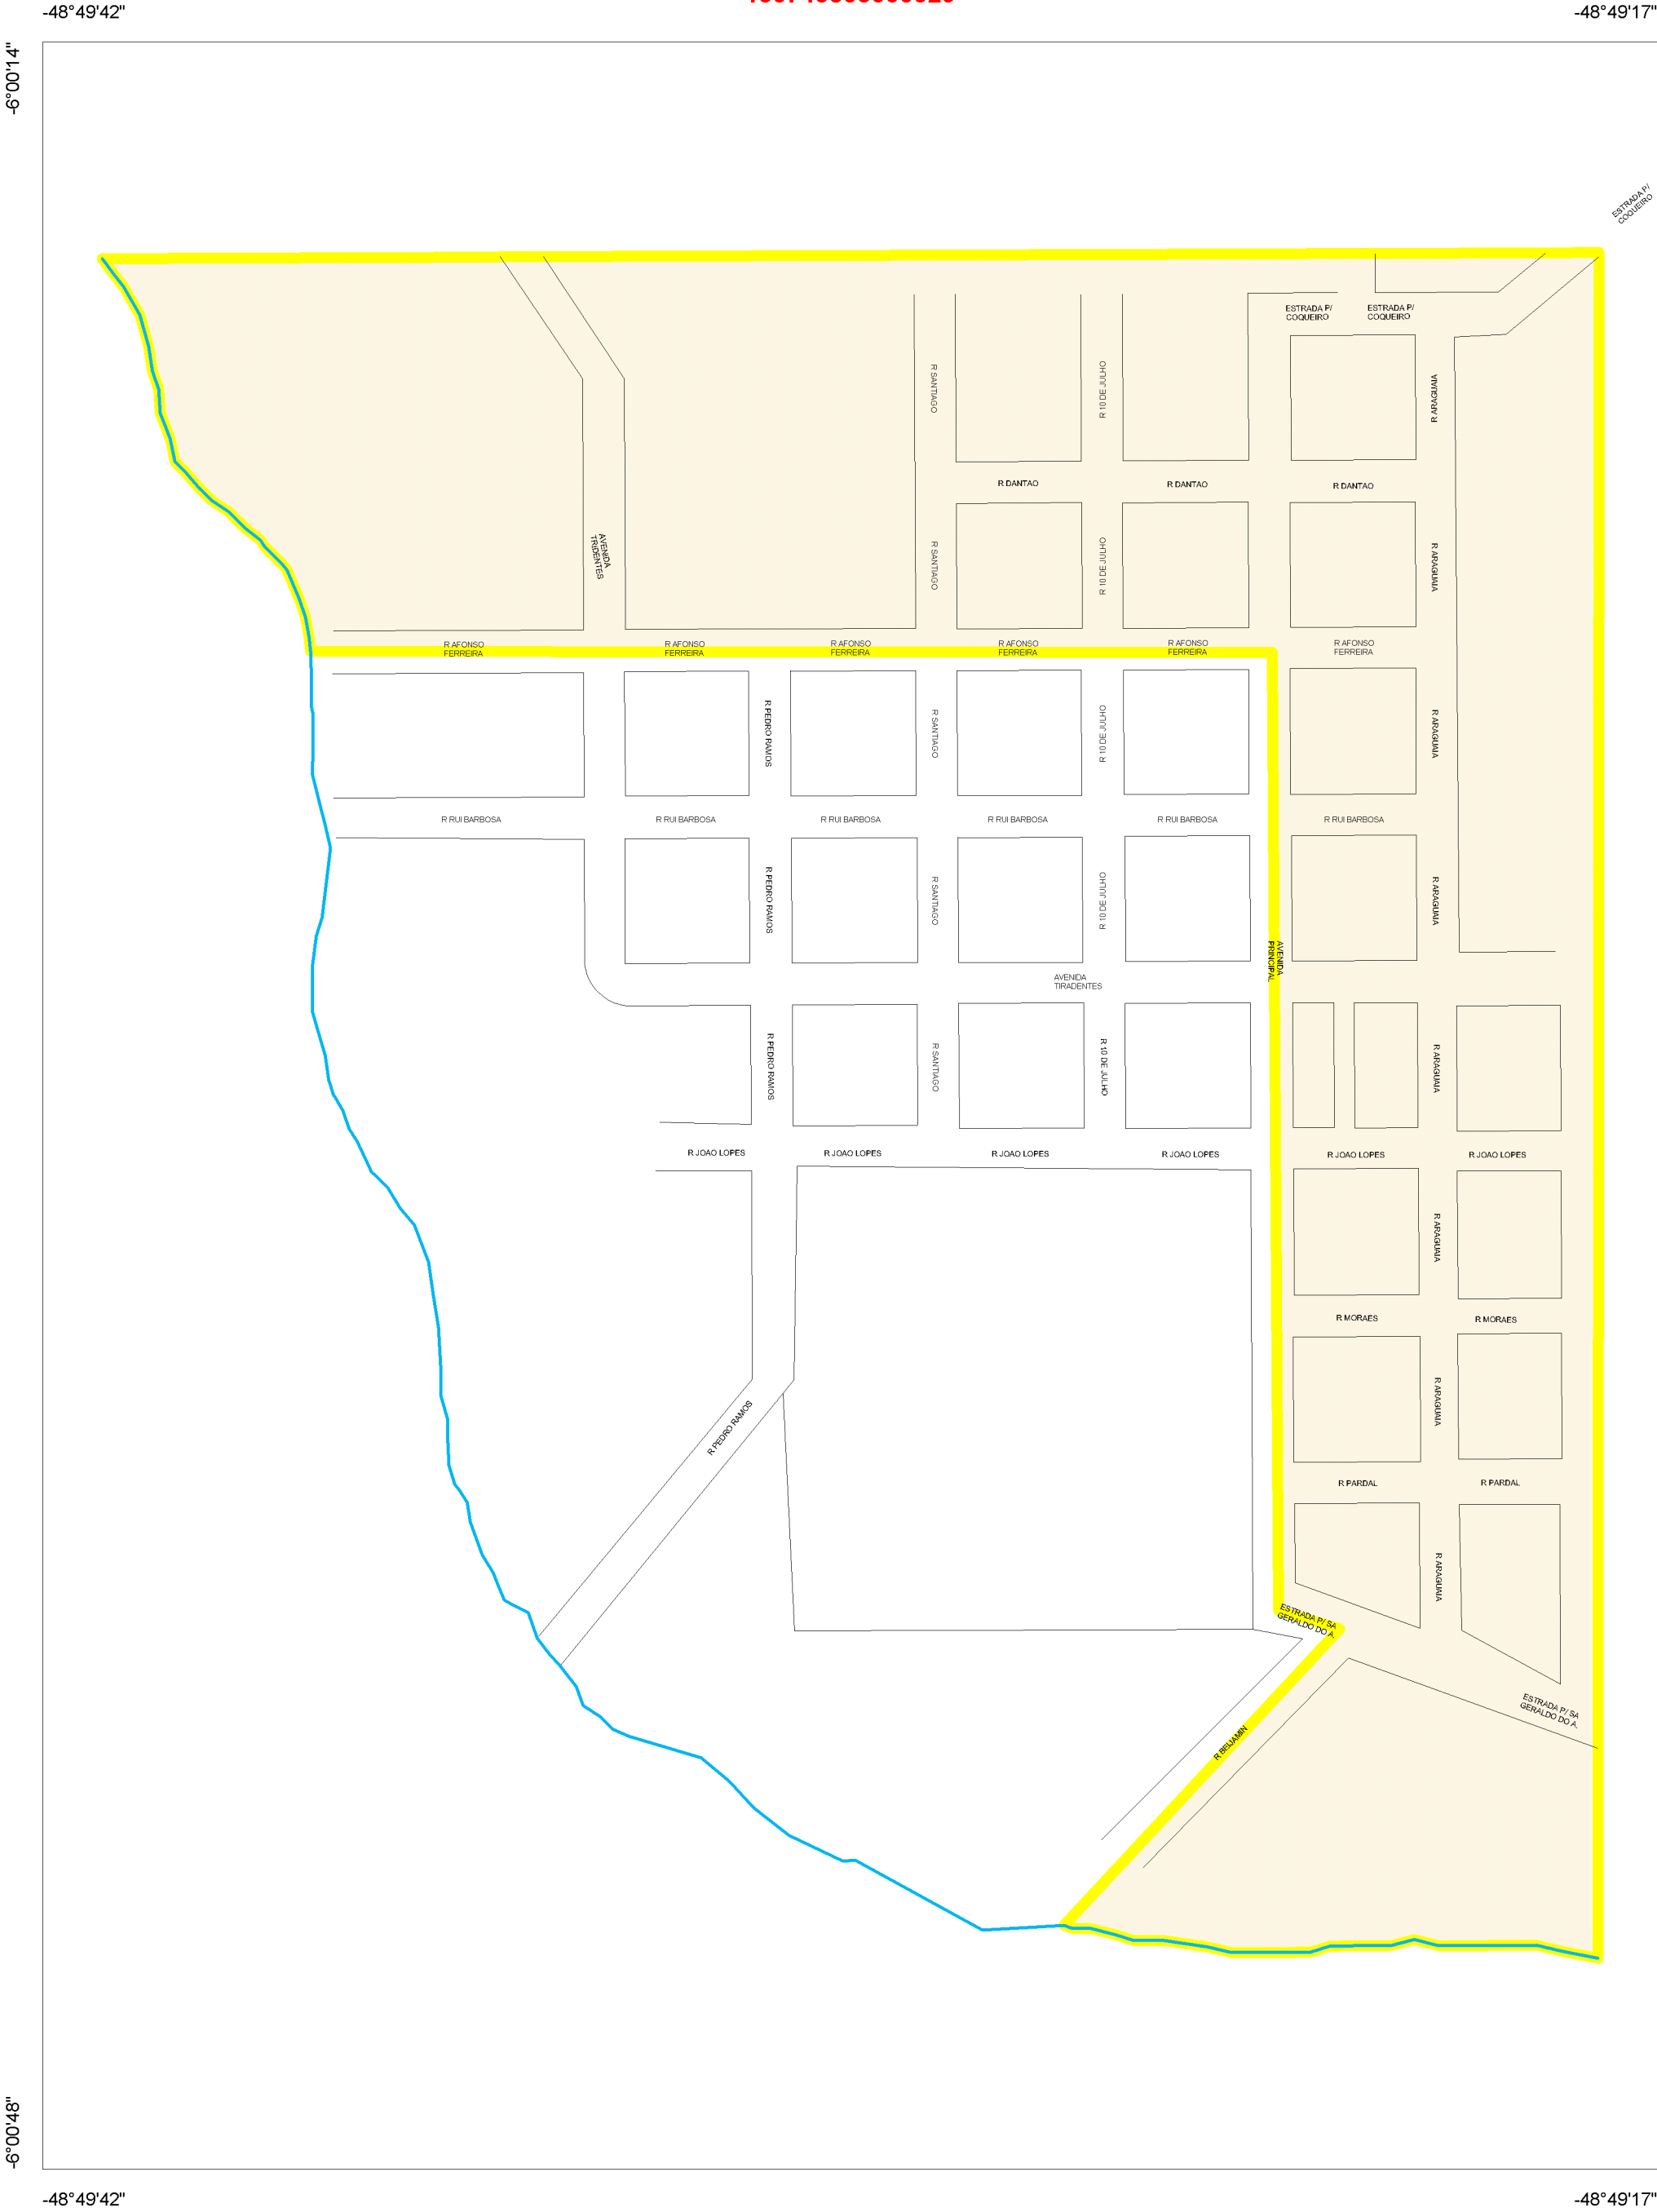 -48°49'42"
-48°49'17"
-6°00'14"
ESTRADA P/
COQUEIRO
ESTRADA P/
COQUEIRO
ESTRADA P/
COQUEIRO
R SANTIAGO
R 10 DE JULHO
R ARAGUAIA
R DANTAO
R DANTAO
R DANTAO
AVENIDA
TRIDENTES
R SANTIAGO
R 10 DE JULHO
R ARAGUAIA
R AFONSO
FERREIRA
R AFONSO
FERREIRA
R AFONSO
FERREIRA
R AFONSO
FERREIRA
R AFONSO
FERREIRA
R AFONSO
FERREIRA
R PEDRO RAMOS
R SANTIAGO
R 10 DE JULHO
R ARAGUAIA
R RUI BARBOSA
R RUI BARBOSA
R RUI BARBOSA
R RUI BARBOSA
R RUI BARBOSA
R RUI BARBOSA
R PEDRO RAMOS
R SANTIAGO
R 10 DE JULHO
R ARAGUAIA
AVENIDA
PRINCIPAL
AVENIDA
TIRADENTES
R PEDRO RAMOS
R SANTIAGO
R 10 DE JULHO
R ARAGUAIA
R JOAO LOPES
R JOAO LOPES
R JOAO LOPES
R JOAO LOPES
R JOAO LOPES
R JOAO LOPES
R ARAGUAIA
R MORAES
R MORAES
R ARAGUAIA
R PEDRO RAMOS
R PARDAL
R PARDAL
R ARAGUAIA
ESTRADA P/ SA
GERALDO DO A.
ESTRADA P/ SA
GERALDO DO A.
R BEIJAMIN
-6°00'48"
-48°49'42"
-48°49'17"